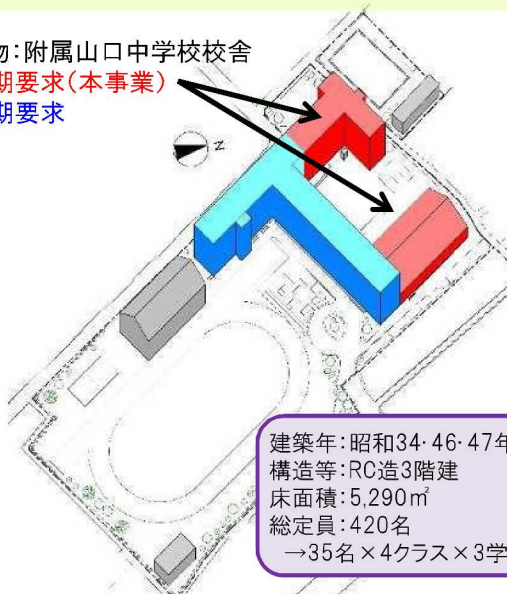 物:附属山口中学校校舎
期要求(本事業)
期要求
N
建築年:昭和34･46･47年
構造等:RC造3階建
床面積:5,290㎡
総定員:420名
→35名×4クラス×3学